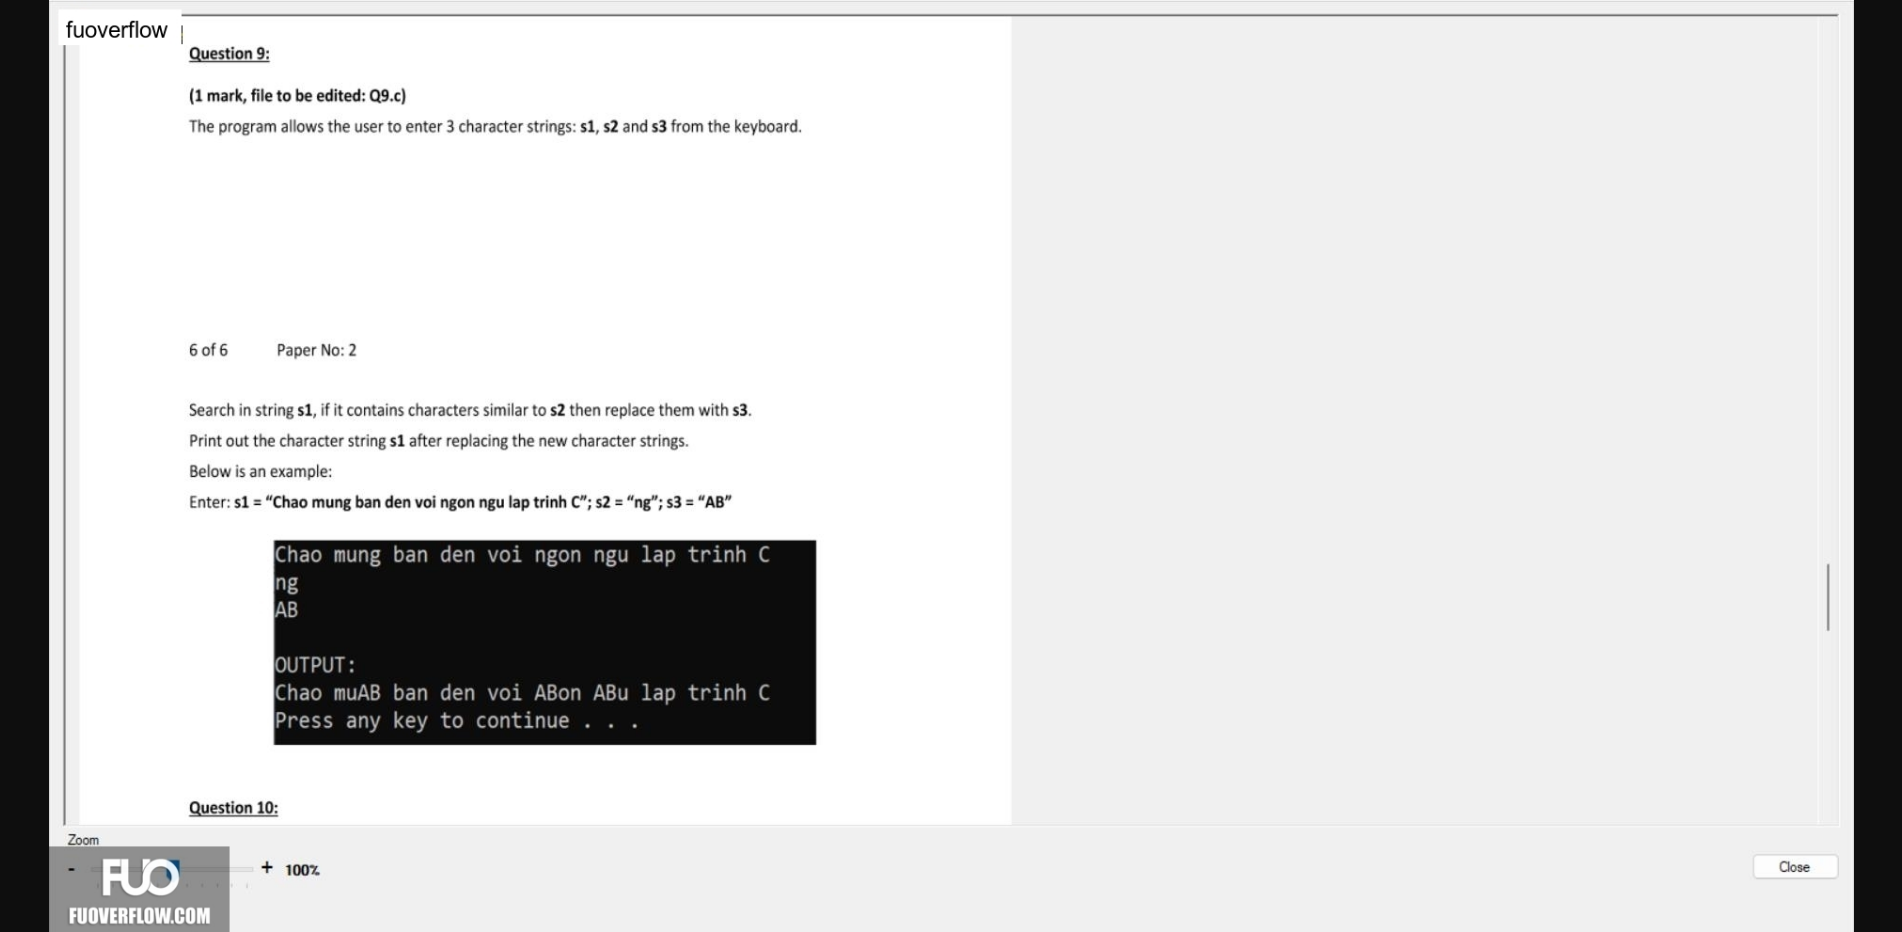 fuoverflow
Question 9:
(1 mark, file to be edited: Q9.c)
The program allows the user to enter 3 character strings: s1, s2 and s3 from the keyboard.
6 of 6 Paper No: 2
Search in string s1, if it contains characters similar to s2 then replace them with s3.
Print out the character string s1 after replacing the new character strings.
Below is an example:
Enter: s1 = “Chao mung ban den voi ngon ngu lap trinh C”; s2 = “ng”; s3 = “AB”
Chao mung ban den voi ngon ngu lap trinh C
ng
AB
OUTPUT:
Chao muAB ban den voi ABon ABu lap trinh C
Press any key to continue . . .
Question 10:
Zoom
- + 100%
Close
FUO
FUOVERFLOW.COM